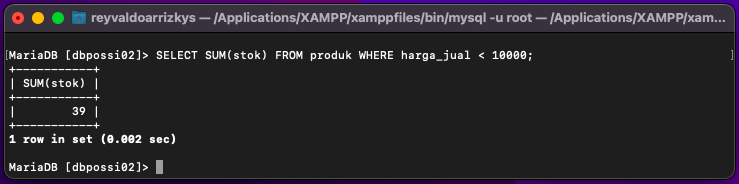 reyvaldoarrizkys — /Applications/XAMPP/xamppfiles/bin/mysql -u root — /Applications/XAMPP/xam...
[MariaDB [dbpossi02]> SELECT SUM(stok) FROM produk WHERE harga_jual < 10000; ]
+-----------+
| SUM(stok) |
+-----------+
|        39 |
+-----------+
1 row in set (0.002 sec)
MariaDB [dbpossi02]>